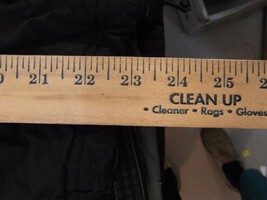 21 22 23 24 25
CLEAN UP
• Cleaner • Rags • Gloves